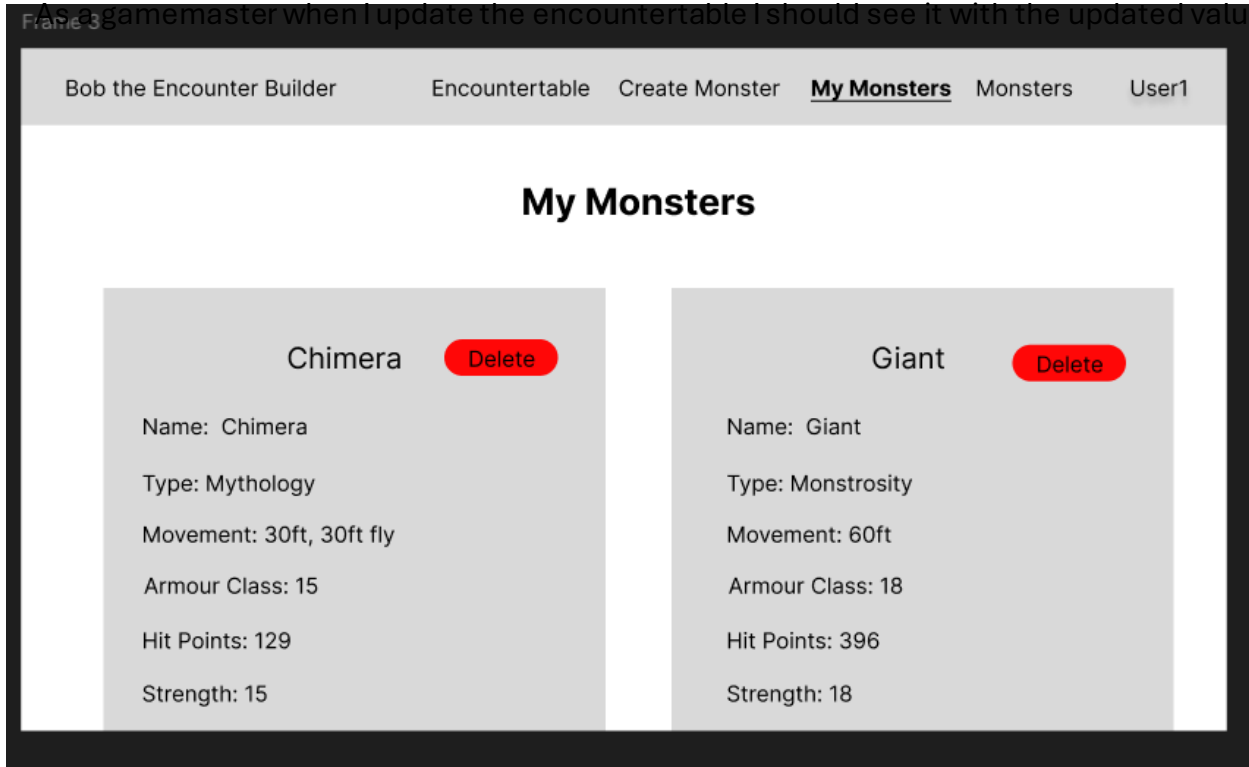 As a gamemaster when I update the encountertable I should see it with the updated valu
Frame 3
Bob the Encounter Builder Encountertable Create Monster My Monsters Monsters User1
My Monsters
Chimera Delete
Name: Chimera
Type: Mythology
Movement: 30ft, 30ft fly
Armour Class: 15
Hit Points: 129
Strength: 15
Giant Delete
Name: Giant
Type: Monstrosity
Movement: 60ft
Armour Class: 18
Hit Points: 396
Strength: 18